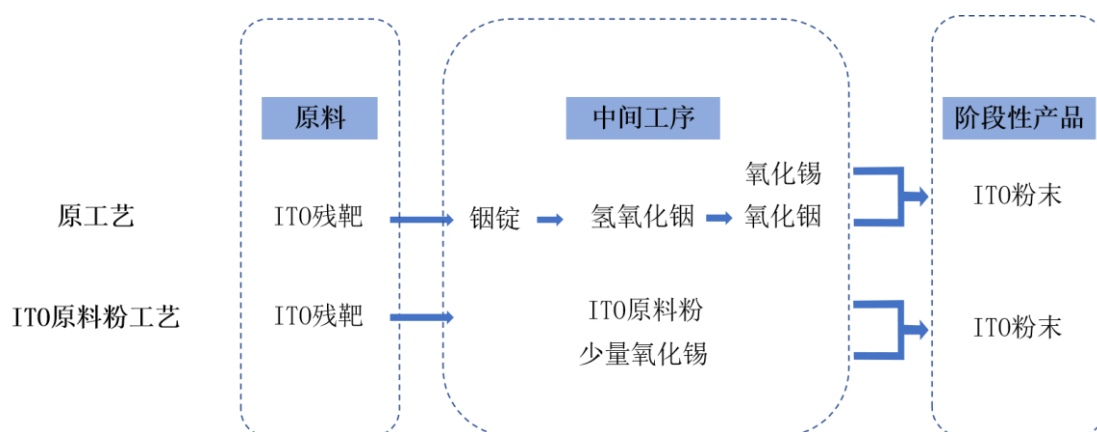 原料
中间工序
阶段性产品
氧化锡
ITO粉末
原工艺
ITO残靶
铟锭
氢氧化铟
氧化铟
ITO原料粉工艺
ITO残靶
ITO原料粉
少量氧化锡
ITO粉末